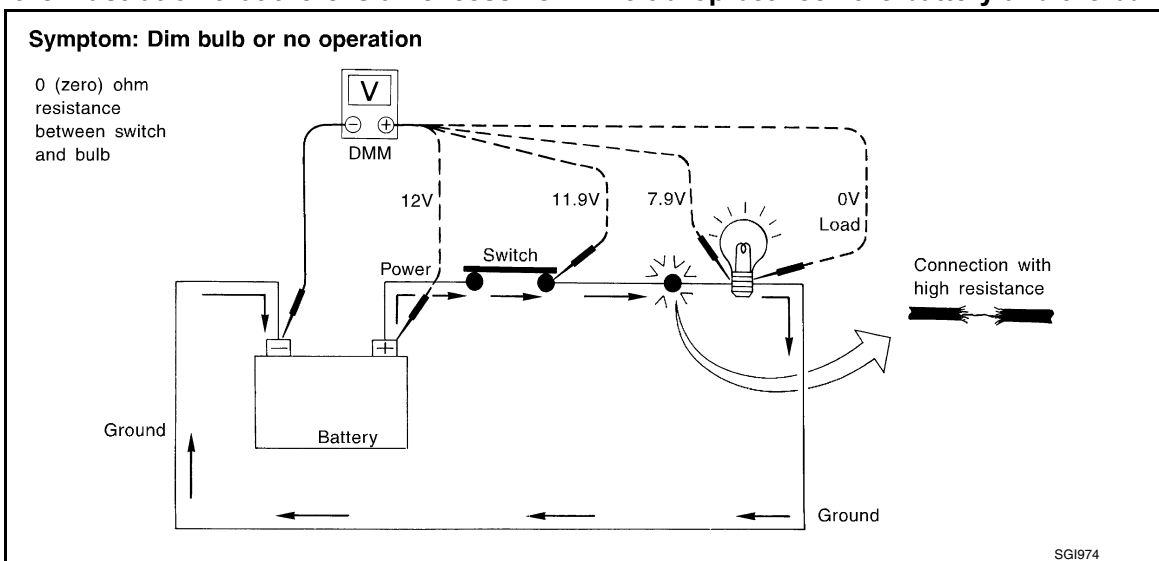 Symptom: Dim bulb or no operation
0 (zero) ohm
resistance
between switch
and bulb
V
− +
DMM
12V
11.9V
7.9V
0V
Load
Switch
Power
Connection with
high resistance
− +
Ground
Battery
Ground
SGI974